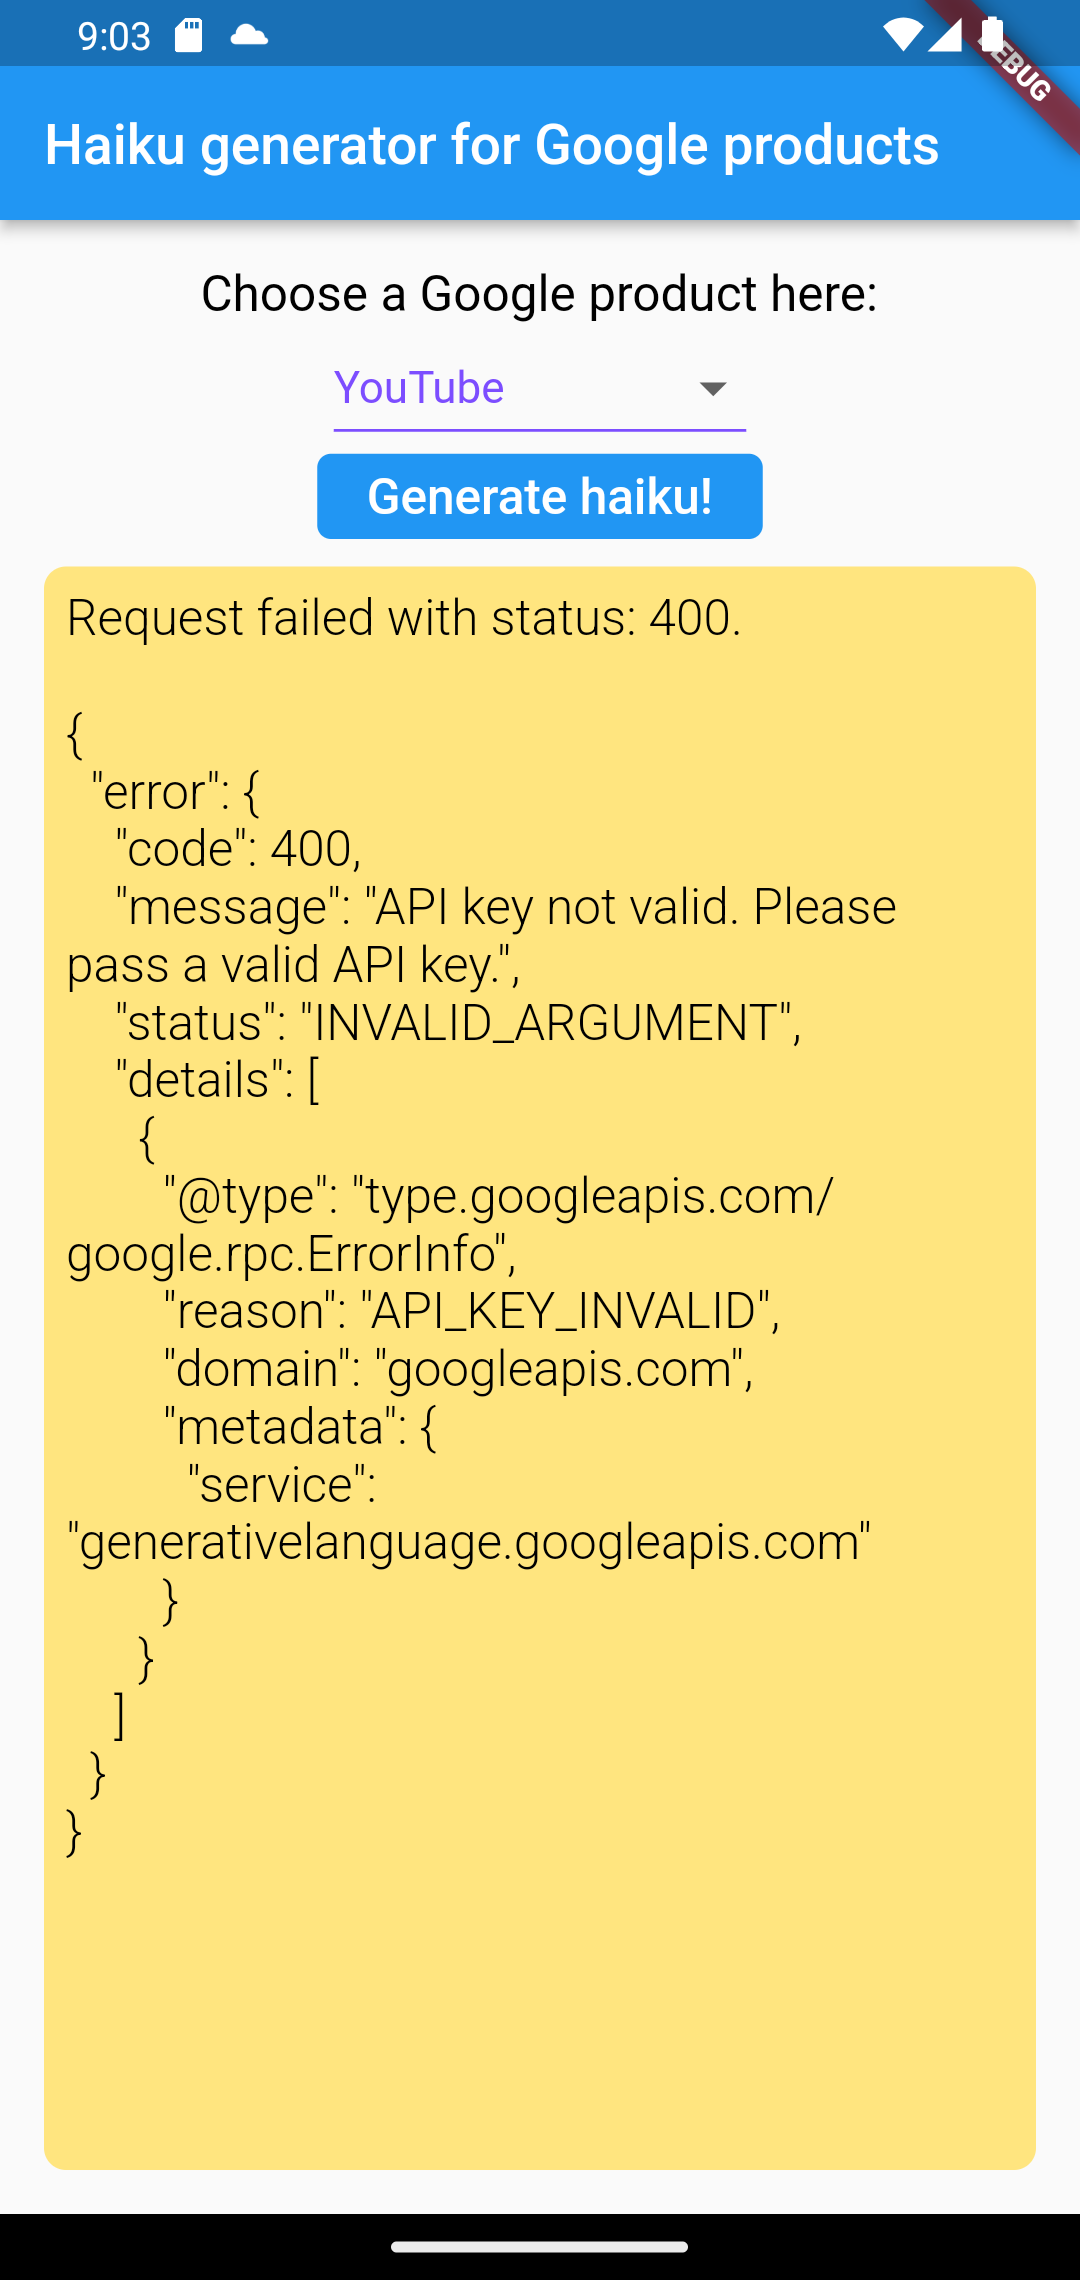 9:03
DEBUG
Haiku generator for Google products
Choose a Google product here:
YouTube
Generate haiku!
Request failed with status: 400.
{
"error": {
"code": 400,
"message": "API key not valid. Please
pass a valid API key.",
"status": "INVALID_ARGUMENT",
"details": [
{
"@type": "type.googleapis.com/
google.rpc.ErrorInfo",
"reason": "API_KEY_INVALID",
"domain": "googleapis.com",
"metadata": {
"service":
"generativelanguage.googleapis.com"
}
}
]
}
}